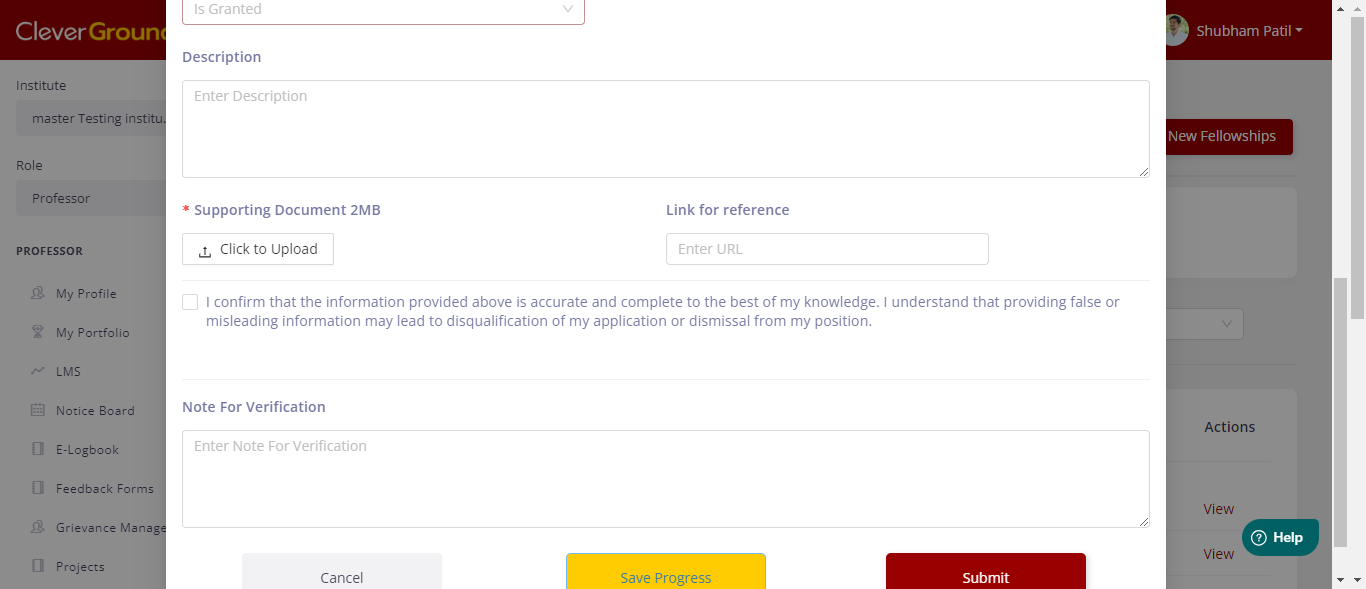 Is Granted
CleverGroun
Shubham Patil
Description
Institute
Enter Description
master Testing institu..
New Fellowships
Role
Professor
* Supporting Document 2MB
Link for reference
Click to Upload
Enter URL
PROFESSOR
My Profile
I confirm that the information provided above is accurate and complete to the best of my knowledge. I understand that providing false or
misleading information may lead to disqualification of my application or dismissal from my position.
My Portfolio
LMS
Notice Board
Note For Verification
Actions
Enter Note For Verification
E-Logbook
Feedback Forms
View
Grievance Manage
? Help
View
Projects
Cancel
Save Progress
Submit